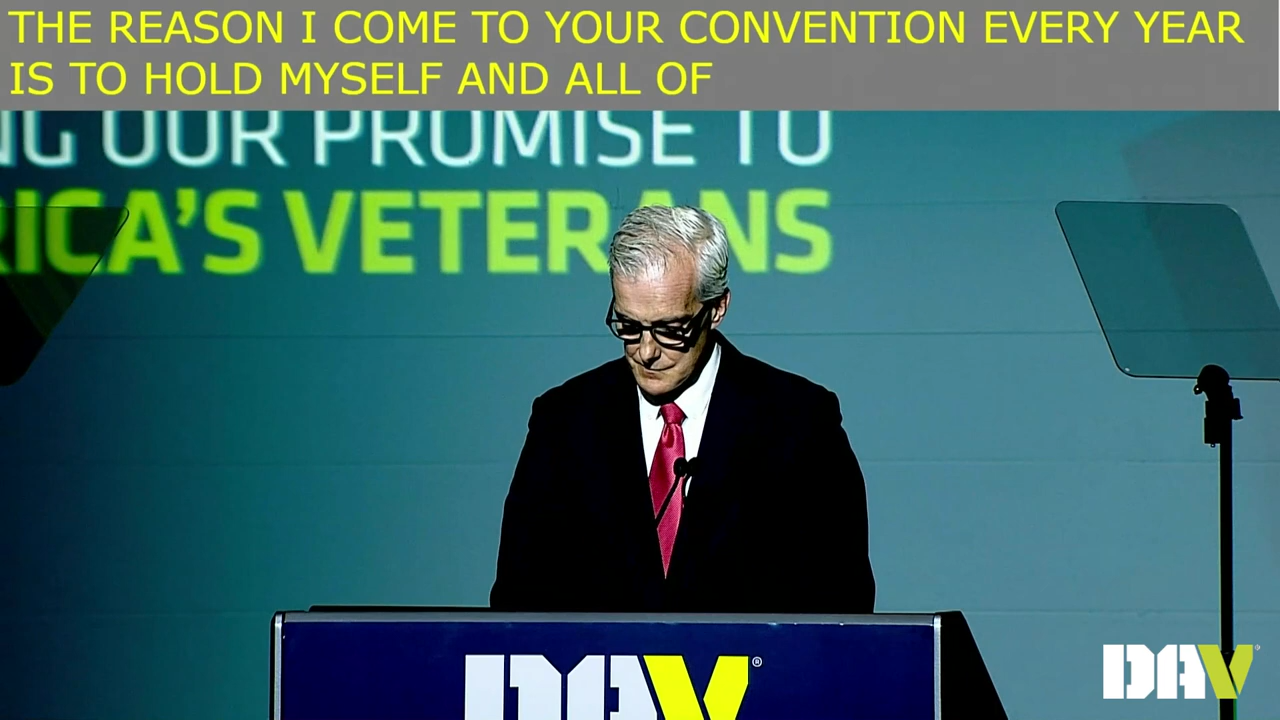 THE REASON I COME TO YOUR CONVENTION EVERY YEAR
IS TO HOLD MYSELF AND ALL OF
NG OUR PROMISE TO
RICA'S VETERANS
DAV®
DAV®